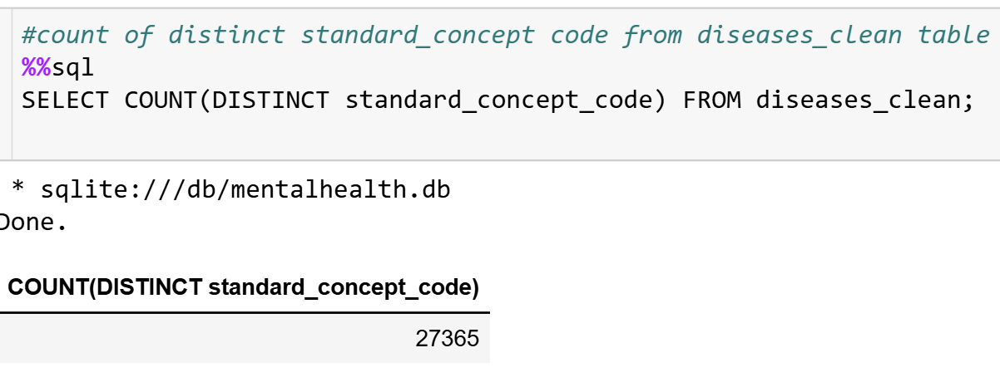 #count of distinct standard_concept code from diseases_clean table
%%sql
SELECT COUNT(DISTINCT standard_concept_code) FROM diseases_clean;
* sqlite:///db/mentalhealth.db
Done.
COUNT(DISTINCT standard_concept_code)
27365